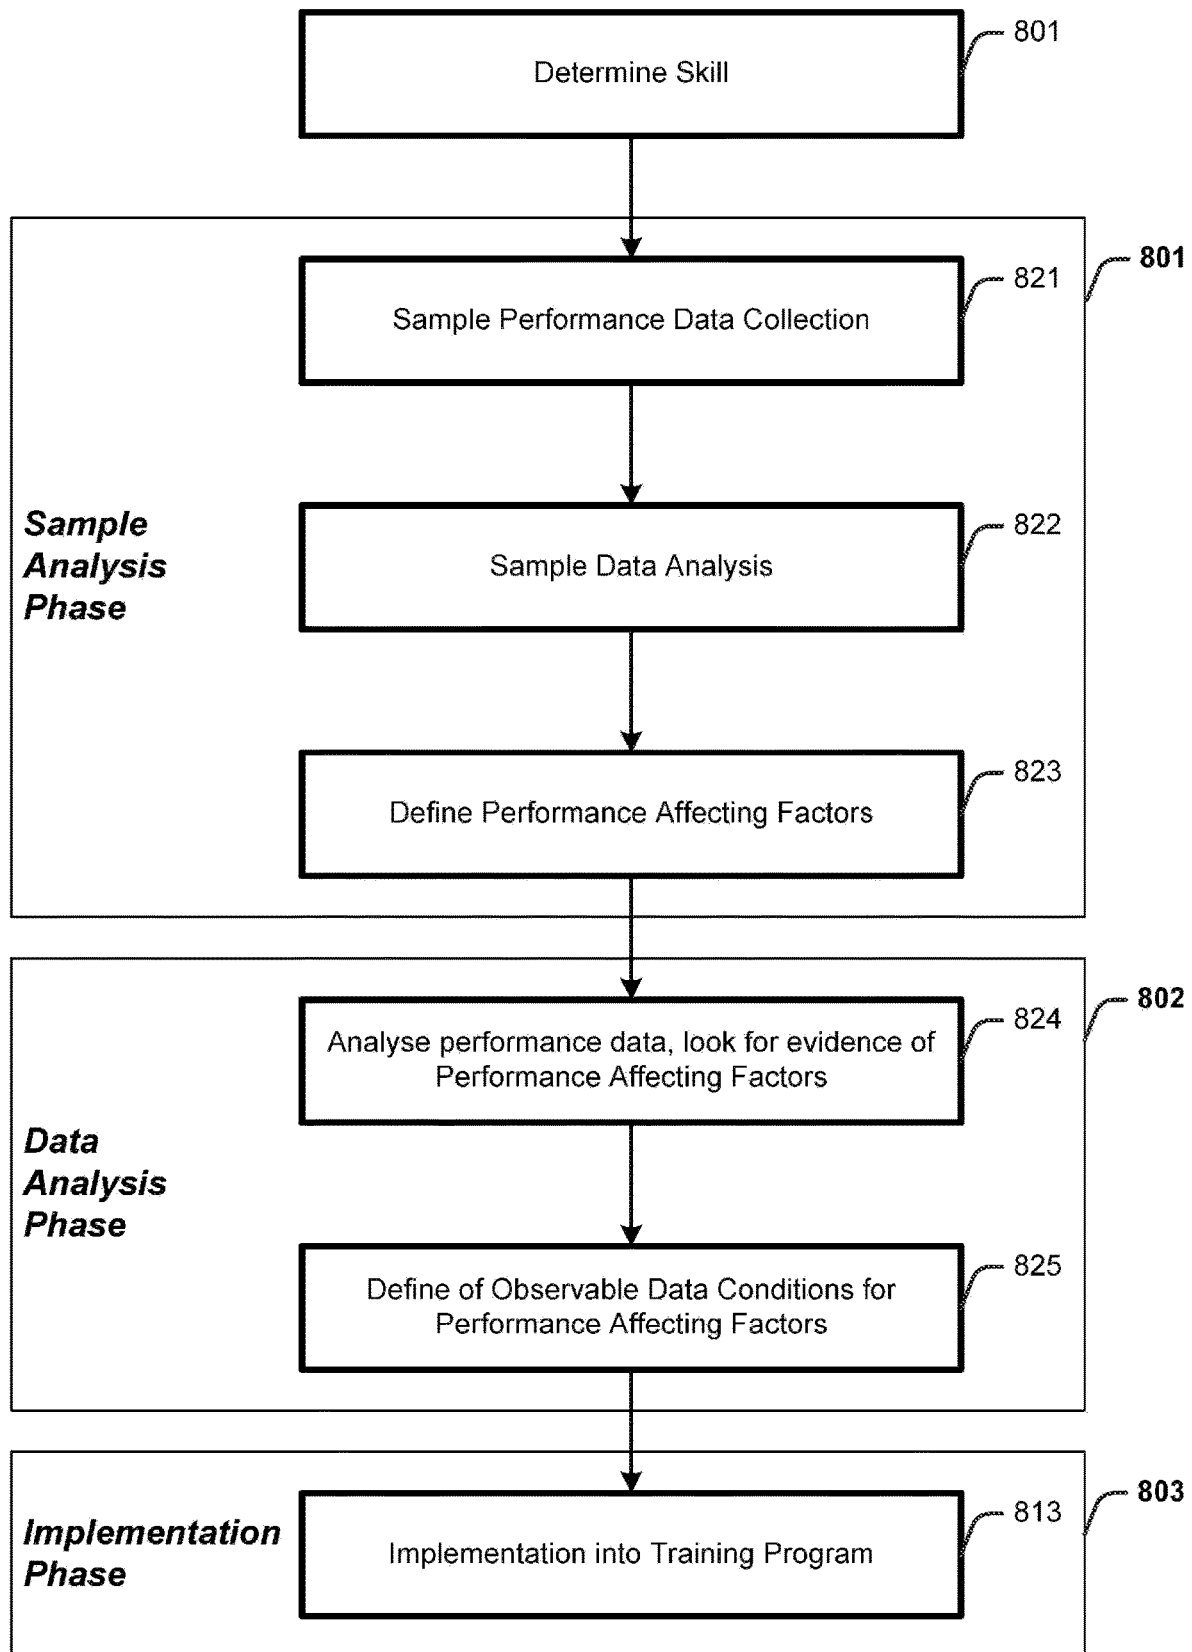 801
Determine Skill
801
821
Sample Performance Data Collection
Sample
Analysis
Phase
822
Sample Data Analysis
823
Define Performance Affecting Factors
802
824
Analyse performance data, look for evidence of
Performance Affecting Factors
Data
Analysis
Phase
825
Define of Observable Data Conditions for
Performance Affecting Factors
803
813
Implementation
Phase
Implementation into Training Program